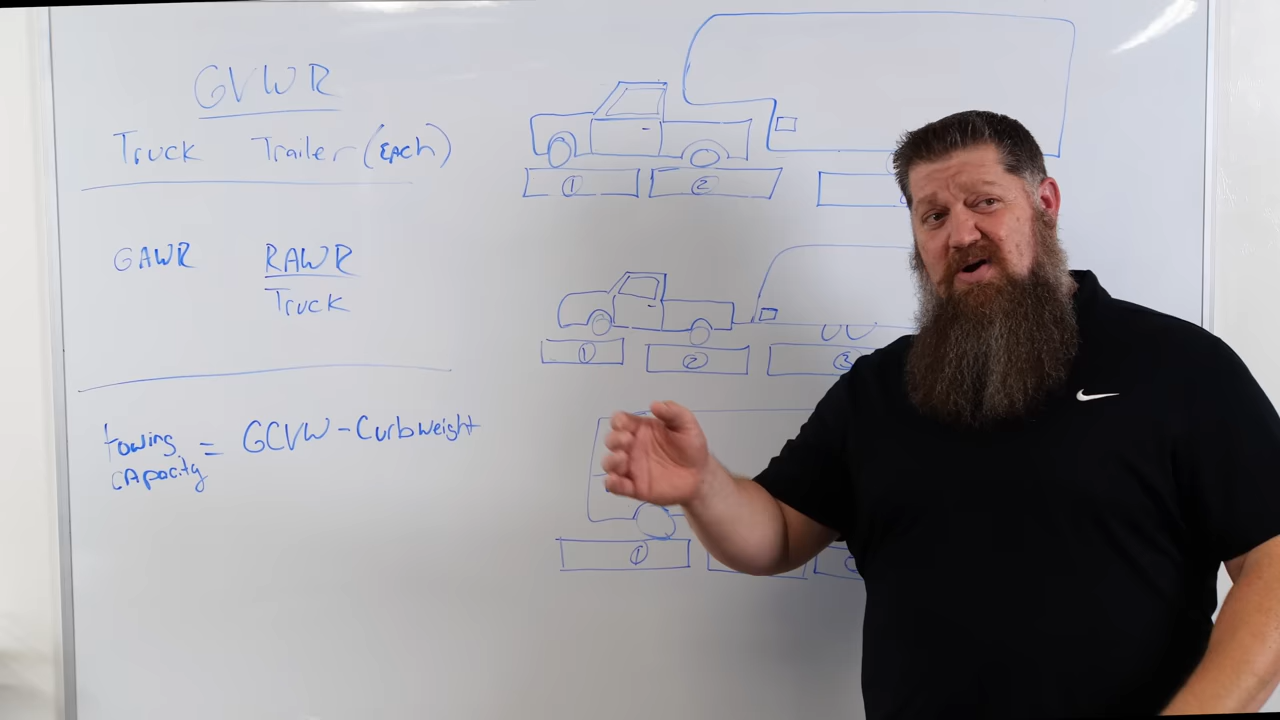 GVWR
Truck Trailer (EACh)
GAWR RAWR
Truck
towing capacity = GCVW - Curbweight
① ②
① ② ③
①